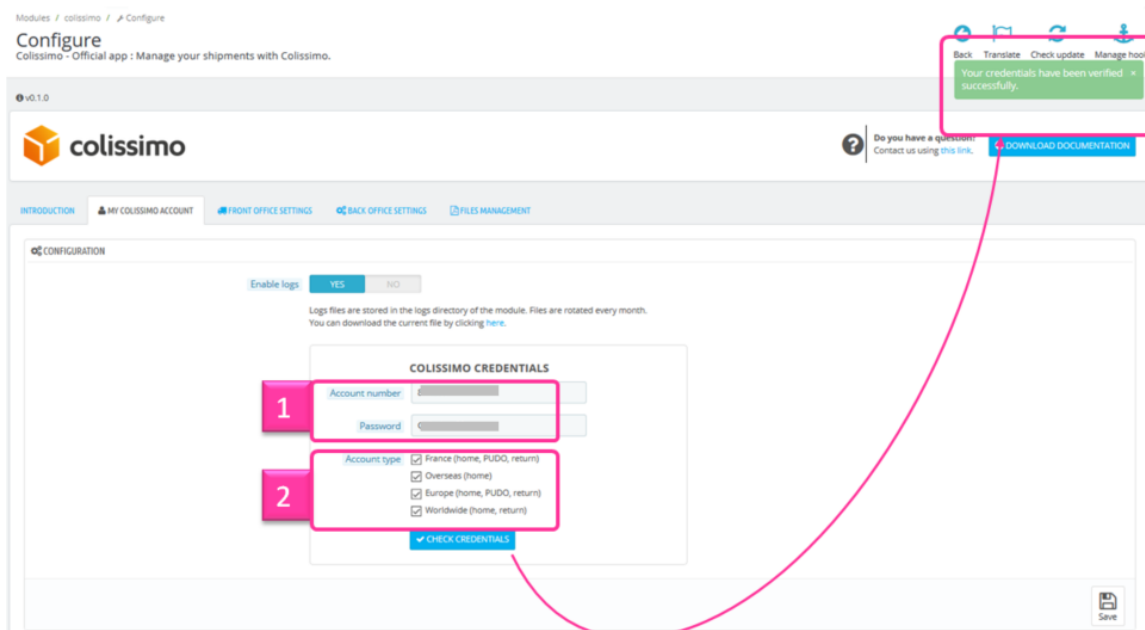 Modules / colissimo / Configure
Configure
Colissimo - Official app : Manage your shipments with Colissimo.
Back Translate Check update Manage hook
Your credentials have been verified ×
successfully.
v0.1.0
colissimo
Do you have a question?
Contact us using this link.
DOWNLOAD DOCUMENTATION
INTRODUCTION MY COLISSIMO ACCOUNT FRONT OFFICE SETTINGS BACK OFFICE SETTINGS FILES MANAGEMENT
CONFIGURATION
Enable logs YES NO
Logs files are stored in the logs directory of the module. Files are rotated every month.
You can download the current file by clicking here.
COLISSIMO CREDENTIALS
1
Account number
Password
2
Account type France (home, PUDO, return)
Overseas (home)
Europe (home, PUDO, return)
Worldwide (home, return)
CHECK CREDENTIALS
Save